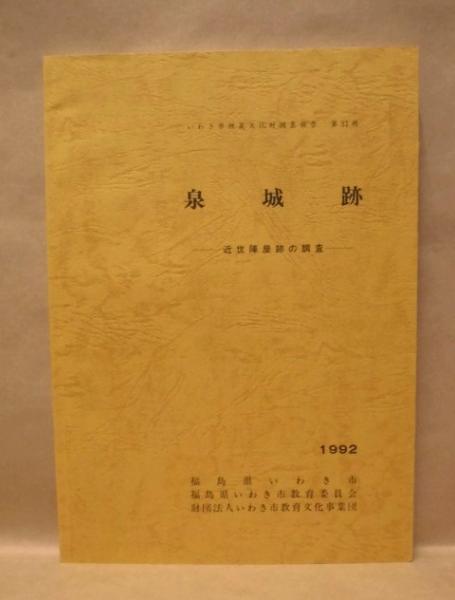 いわき市埋蔵文化財調査報告 第31冊
泉城跡
近世陣屋跡の調査
1992
福島県いわき市
福島県いわき市教育委員会
財団法人いわき市教育文化事業団